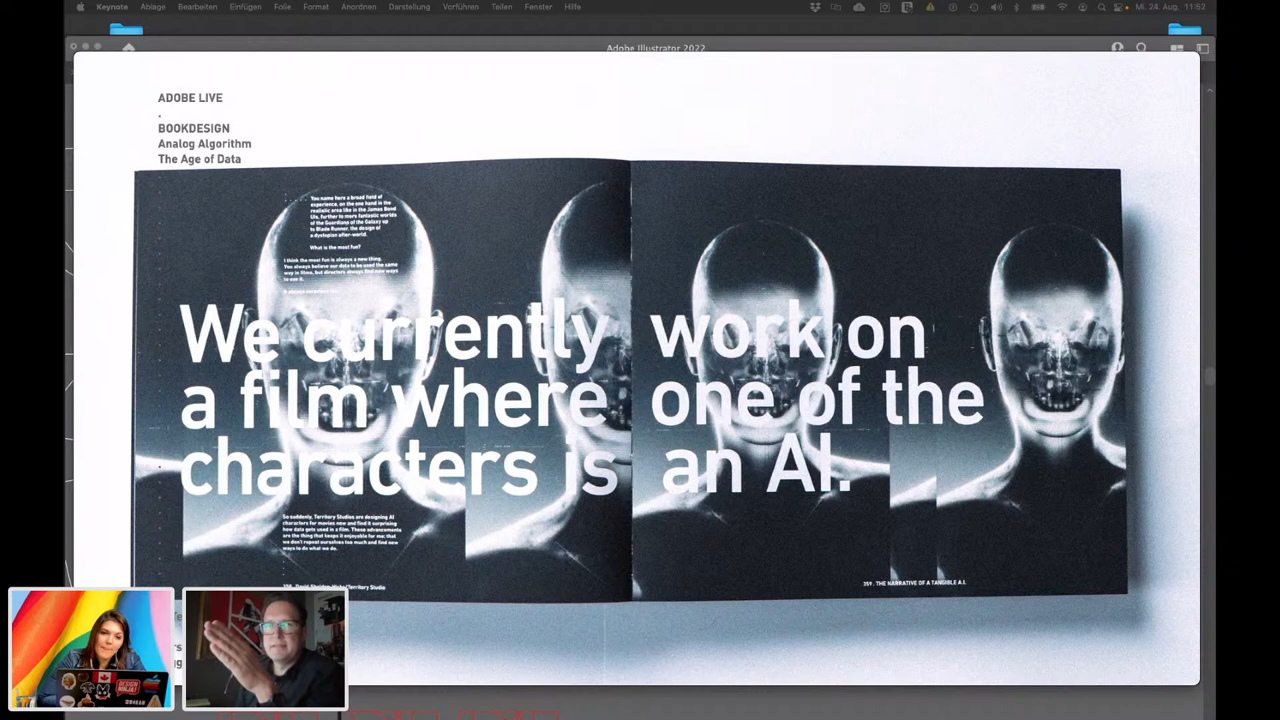 Keynote Ablage Bearbeiten Einfügen Folie Format Anordnen Darstellung Vorführen Teilen Fenster Hilfe
Mi. 24. Aug. 11:52
Adobe Illustrator 2022
ADOBE LIVE
.
BOOKDESIGN
Analog Algorithm
The Age of Data
You name here a broad field of
experience, on the one hand in the
realistic area like in the James Bond
UIs, further to more fantastic worlds
of the Guardians of the Galaxy up
to Blade Runner, the design of
a dystopian after-world.
What is the most fun?
I think the most fun is always a new thing.
You always believe our data to be used the same
way in films, but directors always find new ways
to use it.
We currently work on
a film where one of the
characters is an AI.
So suddenly, Territory Studios are designing AI
characters for movies now and find it surprising
how data gets used in a film. These advancements
are the thing that keeps it enjoyable for me; that
we don't repeat ourselves too much and find new
ways to do what we do.
358 . David Sheldon-Hicks/Territory Studio
359 . THE NARRATIVE OF A TANGIBLE A.I.
DESIGN
NINJA!